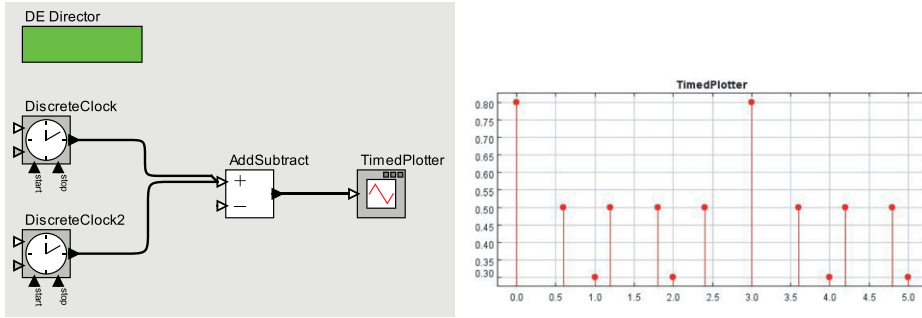 DE Director
DiscreteClock
start
stop
AddSubtract
+
−
TimedPlotter
DiscreteClock2
start
stop
TimedPlotter
0.80
0.75
0.70
0.65
0.60
0.55
0.50
0.45
0.40
0.35
0.30
0.0 0.5 1.0 1.5 2.0 2.5 3.0 3.5 4.0 4.5 5.0